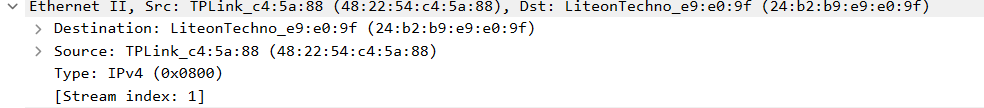 Ethernet II, Src: TPLink_c4:5a:88 (48:22:54:c4:5a:88), Dst: LiteonTechno_e9:e0:9f (24:b2:b9:e9:e0:9f)
Destination: LiteonTechno_e9:e0:9f (24:b2:b9:e9:e0:9f)
Source: TPLink_c4:5a:88 (48:22:54:c4:5a:88)
Type: IPv4 (0x0800)
[Stream index: 1]